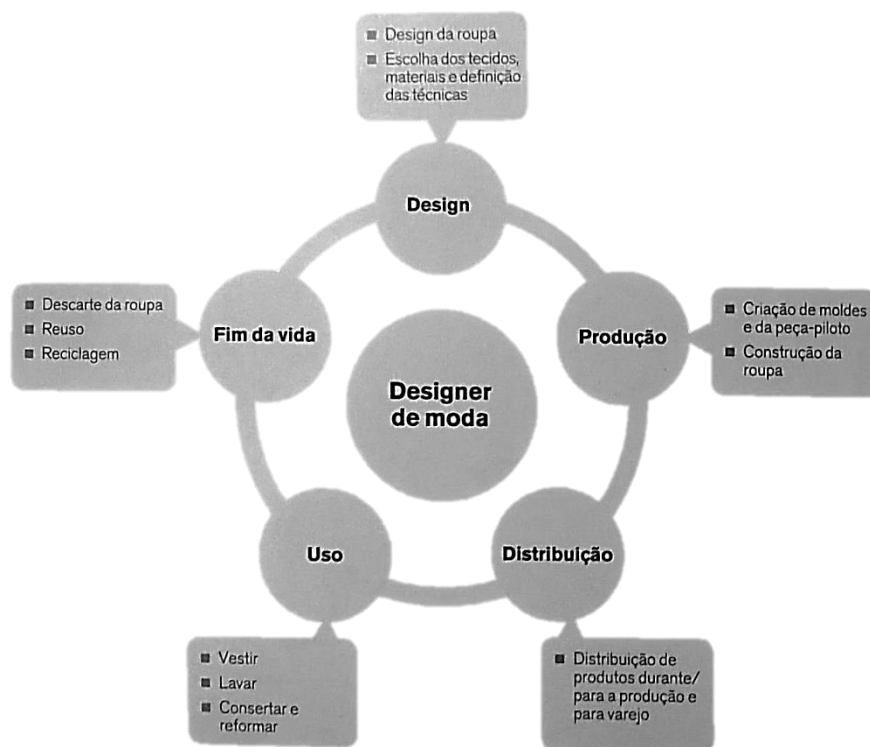 Design da roupa
Escolha dos tecidos,
materiais e definição
das técnicas
Design
Descarte da roupa
Reuso
Reciclagem
Fim da vida
Produção
Criação de moldes
e da peça-piloto
Construção da
roupa
Designer
de moda
Uso
Distribuição
Vestir
Lavar
Consertar e
reformar
Distribuição de
produtos durante/
para a produção e
para varejo